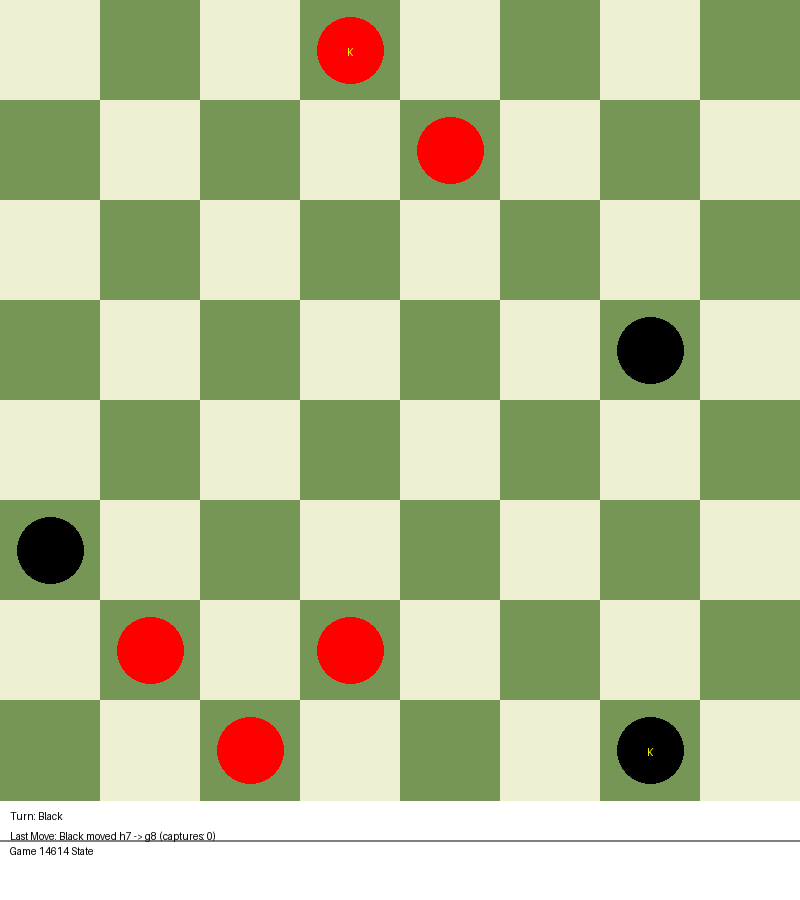 K
K
Turn: Black
Last Move: Black moved h7 -> g8 (captures: 0)
Game 14614 State